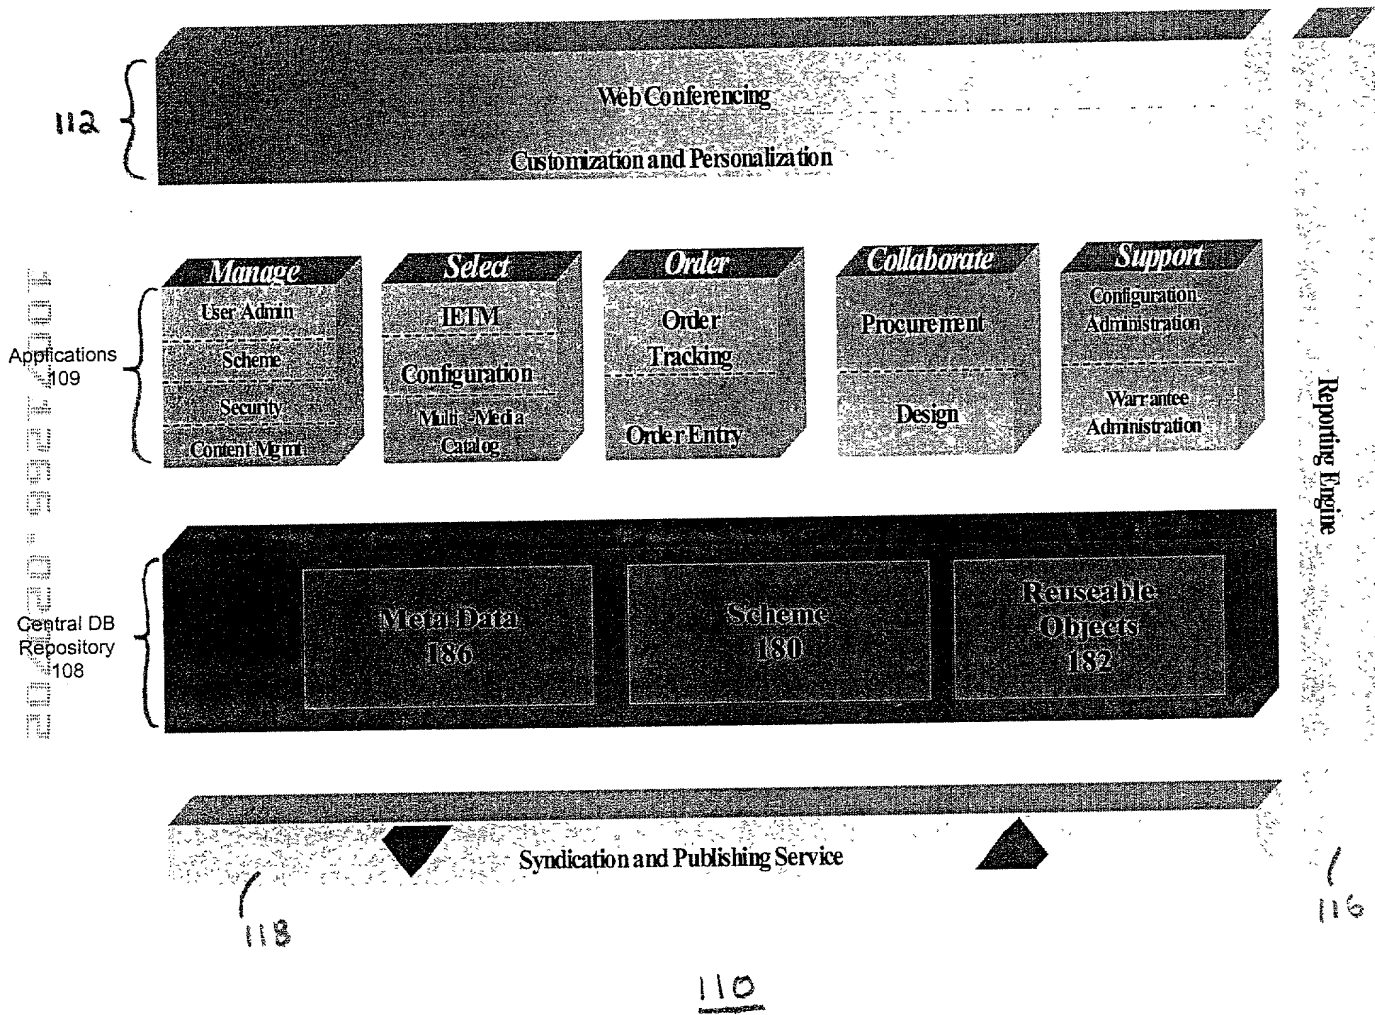 Web Conferencing
Customization and Personalization
112
Manage
User Admin
Scheme
Security
Content Mgmt
Select
IETM
Configuration
Multi -Media
Catalog
Order
Order
Tracking
Order Entry
Collaborate
Procurement
Design
Support
Configuration
Administration
Warrantee
Administration
Applications
109
Reporting Engine
Central DB
Repository
108
Meta Data
186
Scheme
180
Reuseable
Objects
182
Syndication and Publishing Service
118
116
110